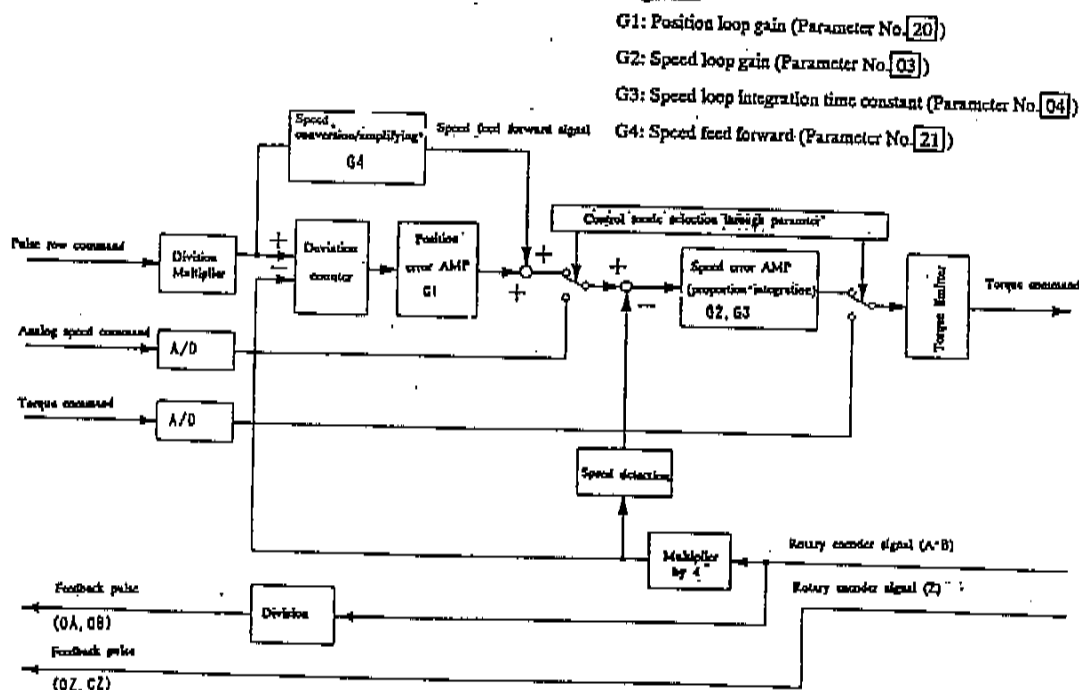 G1: Position loop gain (Parameter No. 20)
G2: Speed loop gain (Parameter No. 03)
G3: Speed loop integration time constant (Parameter No. 04)
G4: Speed feed forward (Parameter No. 21)
Speed
conversion/amplifying
G4
Speed feed forward signal
Control mode selection through parameter
Pulse row command
Division
Multiplier
+
−
Deviation
counter
Position
error AMP
G1
+
+
+
−
Speed error AMP
(proportion·integration)
G2, G3
Torque limiter
Torque command
Analog speed command
A/D
Torque command
A/D
Speed detection
Multiplier
by 4
Rotary encoder signal (A·B)
Rotary encoder signal (Z)
Feedback pulse
(OA, OB)
Division
Feedback pulse
(OZ, CZ)